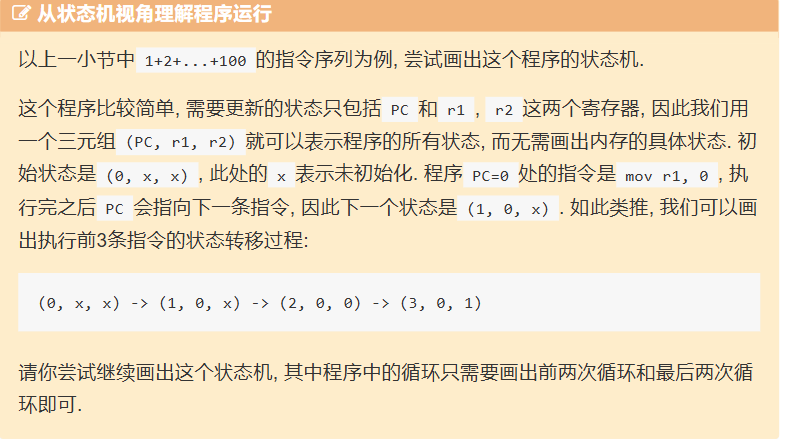 从状态机视角理解程序运行
以上一小节中 1+2+...+100 的指令序列为例, 尝试画出这个程序的状态机.
这个程序比较简单, 需要更新的状态只包括 PC 和 r1 , r2 这两个寄存器, 因此我们用
一个三元组 (PC, r1, r2) 就可以表示程序的所有状态, 而无需画出内存的具体状态. 初
始状态是 (0, x, x) , 此处的 x 表示未初始化. 程序 PC=0 处的指令是 mov r1, 0 , 执
行完之后 PC 会指向下一条指令, 因此下一个状态是 (1, 0, x) . 如此类推, 我们可以画
出执行前3条指令的状态转移过程:
(0, x, x) -> (1, 0, x) -> (2, 0, 0) -> (3, 0, 1)
请你尝试继续画出这个状态机, 其中程序中的循环只需要画出前两次循环和最后两次循
环即可.